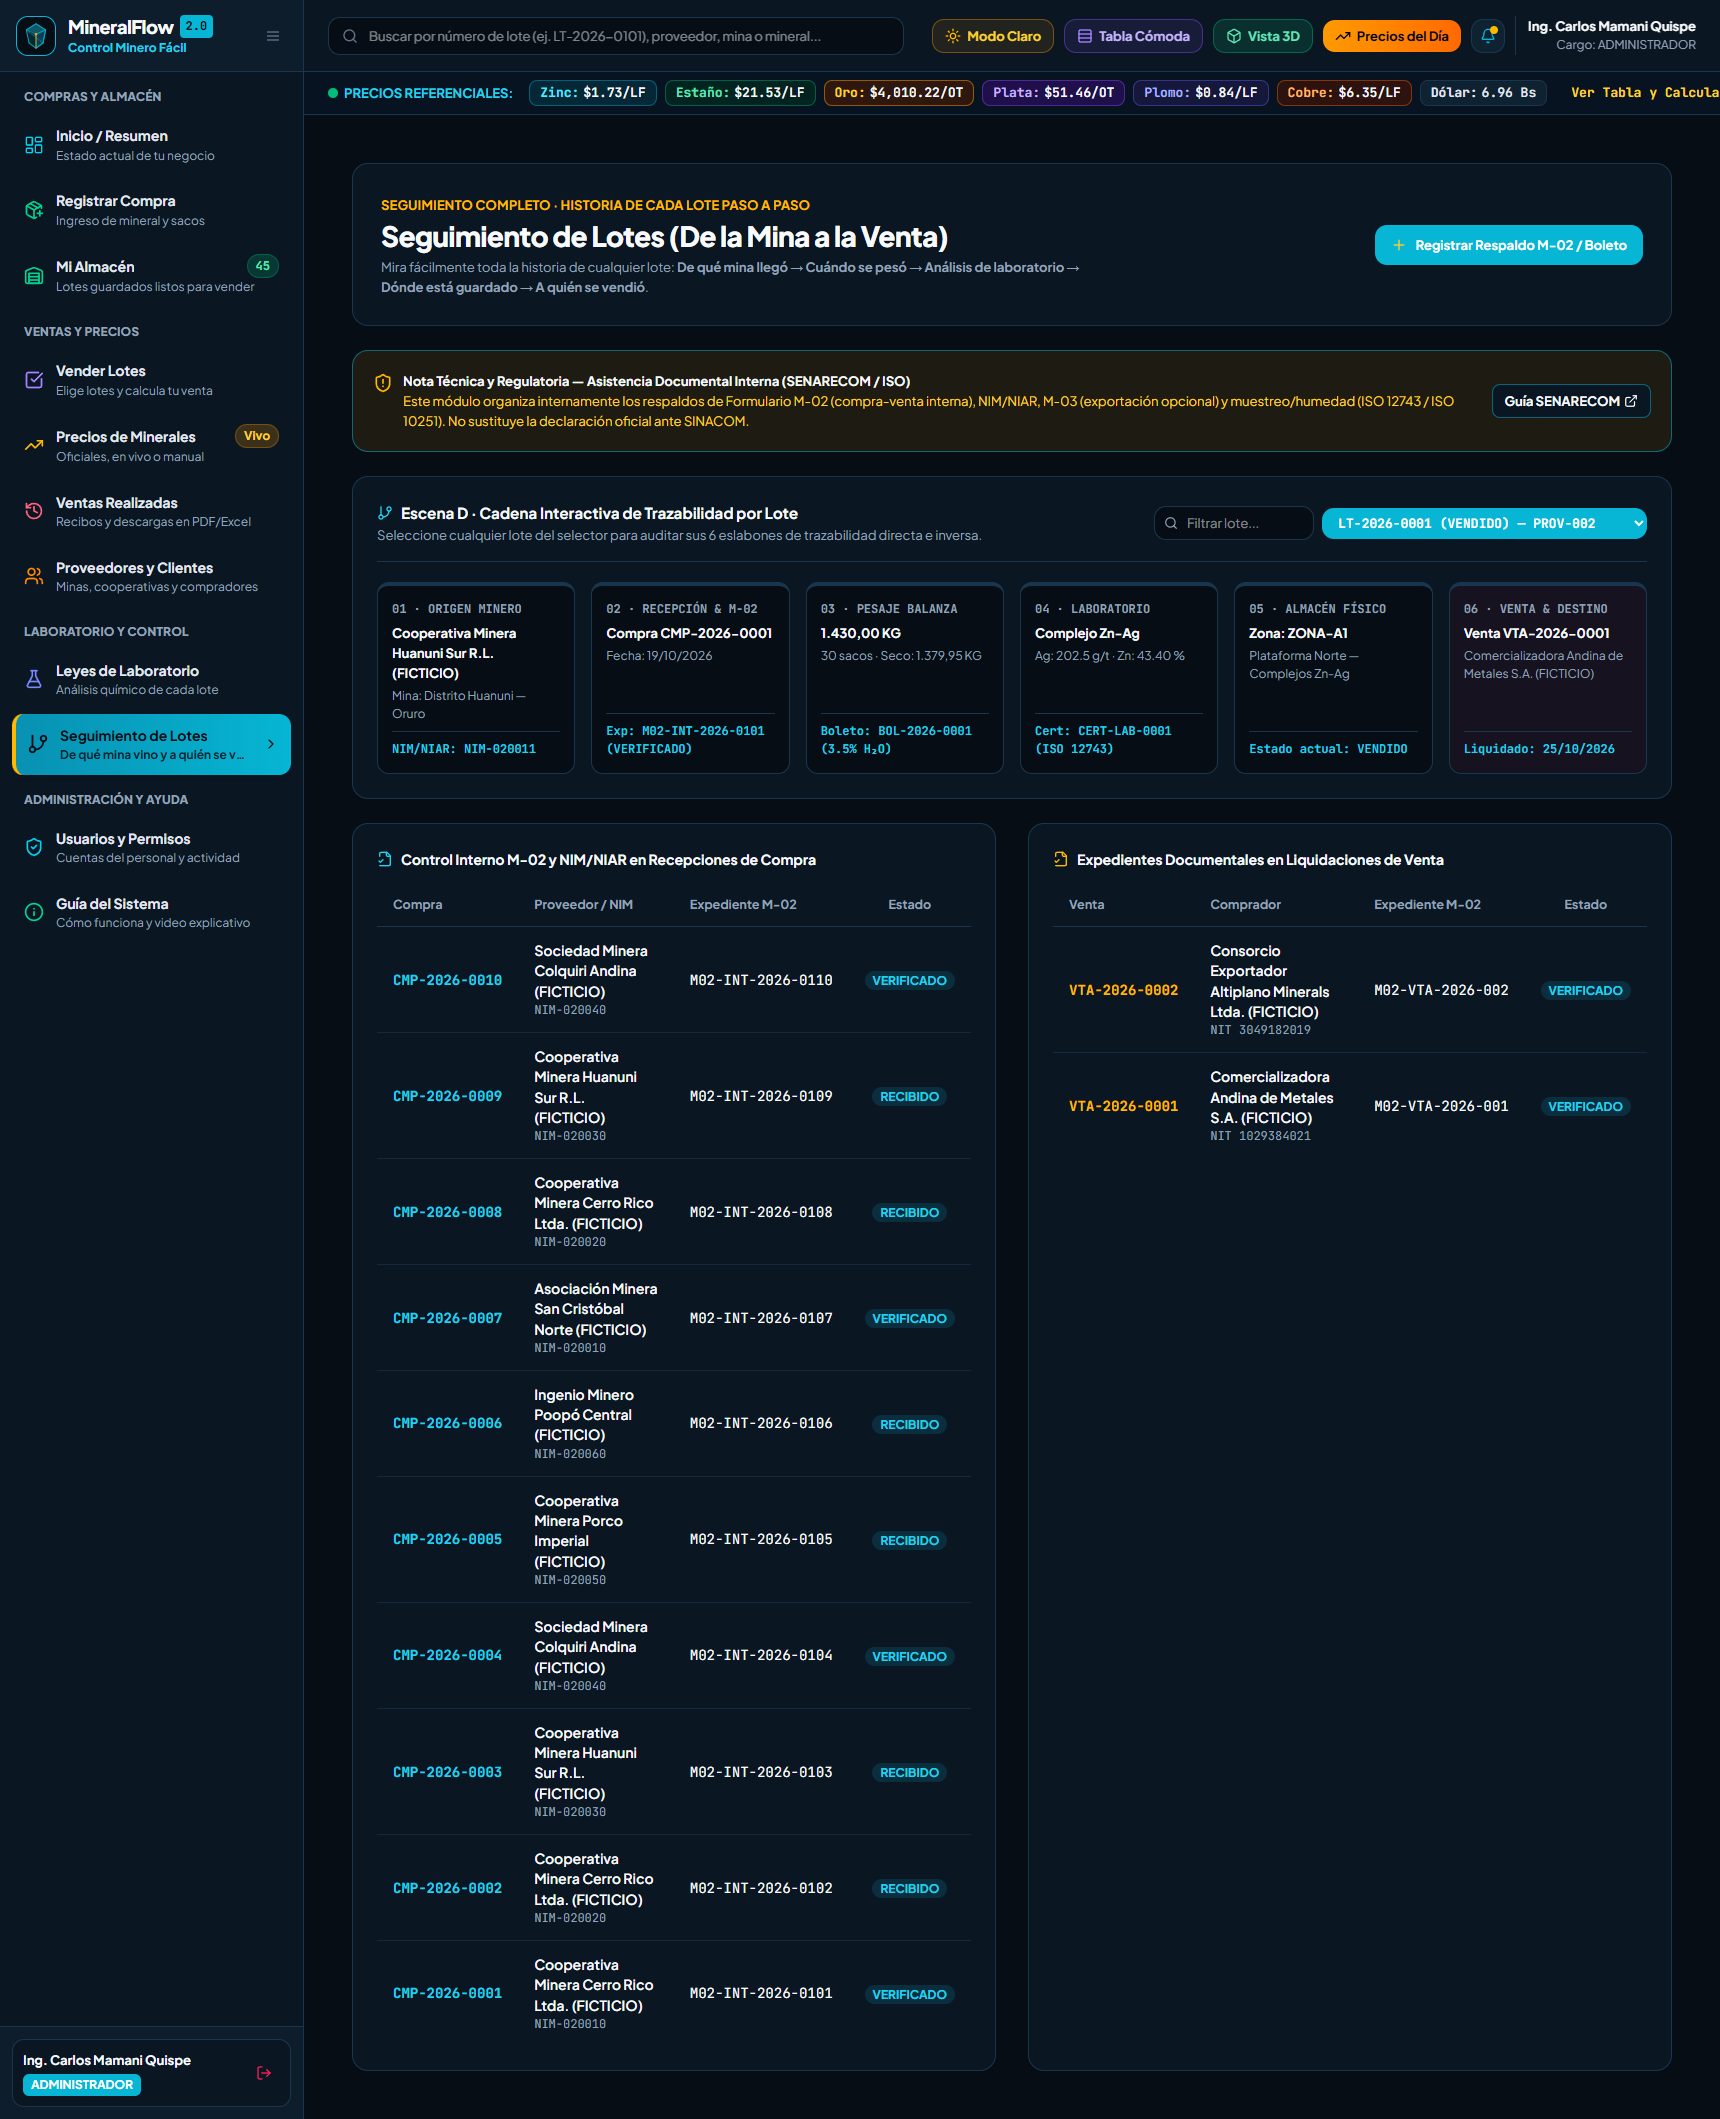 MineralFlow 2.0
Control Minero Fácil
COMPRAS Y ALMACÉN
Inicio / Resumen
Estado actual de tu negocio
Registrar Compra
Ingreso de mineral y sacos
Mi Almacén 45
Lotes guardados listos para vender
VENTAS Y PRECIOS
Vender Lotes
Elige lotes y calcula tu venta
Precios de Minerales Vivo
Oficiales, en vivo o manual
Ventas Realizadas
Recibos y descargas en PDF/Excel
Proveedores y Clientes
Minas, cooperativas y compradores
LABORATORIO Y CONTROL
Leyes de Laboratorio
Análisis químico de cada lote
Seguimiento de Lotes
De qué mina vino y a quién se v...
ADMINISTRACIÓN Y AYUDA
Usuarios y Permisos
Cuentas del personal y actividad
Guía del Sistema
Cómo funciona y video explicativo
Ing. Carlos Mamani Quispe
ADMINISTRADOR
Buscar por número de lote (ej. LT-2026-0101), proveedor, mina o mineral...
Modo Claro
Tabla Cómoda
Vista 3D
Precios del Día
Ing. Carlos Mamani Quispe
Cargo: ADMINISTRADOR
PRECIOS REFERENCIALES: Zinc: $1.73/LF Estaño: $21.53/LF Oro: $4,010.22/OT Plata: $51.46/OT Plomo: $0.84/LF Cobre: $6.35/LF Dólar: 6.96 Bs Ver Tabla y Calcula
SEGUIMIENTO COMPLETO · HISTORIA DE CADA LOTE PASO A PASO
Seguimiento de Lotes (De la Mina a la Venta)
Mira fácilmente toda la historia de cualquier lote: De qué mina llegó → Cuándo se pesó → Análisis de laboratorio →
Dónde está guardado → A quién se vendió.
+ Registrar Respaldo M-02 / Boleto
Nota Técnica y Regulatoria — Asistencia Documental Interna (SENARECOM / ISO)
Este módulo organiza internamente los respaldos de Formulario M-02 (compra-venta interna), NIM/NIAR, M-03 (exportación opcional) y muestreo/humedad (ISO 12743 / ISO
10251). No sustituye la declaración oficial ante SINACOM.
Guía SENARECOM
Escena D · Cadena Interactiva de Trazabilidad por Lote
Seleccione cualquier lote del selector para auditar sus 6 eslabones de trazabilidad directa e inversa.
Filtrar lote...
LT-2026-0001 (VENDIDO) — PROV-002
01 · ORIGEN MINERO
Cooperativa Minera
Huanuni Sur R.L.
(FICTICIO)
Mina: Distrito Huanuni —
Oruro
NIM/NIAR: NIM-020011
02 · RECEPCIÓN & M-02
Compra CMP-2026-0001
Fecha: 19/10/2026
Exp: M02-INT-2026-0101
(VERIFICADO)
03 · PESAJE BALANZA
1.430,00 KG
30 sacos · Seco: 1.379,95 KG
Boleto: BOL-2026-0001
(3.5% H₂O)
04 · LABORATORIO
Complejo Zn-Ag
Ag: 202.5 g/t · Zn: 43.40 %
Cert: CERT-LAB-0001
(ISO 12743)
05 · ALMACÉN FÍSICO
Zona: ZONA-A1
Plataforma Norte —
Complejos Zn-Ag
Estado actual: VENDIDO
06 · VENTA & DESTINO
Venta VTA-2026-0001
Comercializadora Andina de
Metales S.A. (FICTICIO)
Liquidado: 25/10/2026
Control Interno M-02 y NIM/NIAR en Recepciones de Compra
Compra Proveedor / NIM Expediente M-02 Estado
CMP-2026-0010 Sociedad Minera
Colquiri Andina
(FICTICIO)
NIM-020040 M02-INT-2026-0110 VERIFICADO
CMP-2026-0009 Cooperativa
Minera Huanuni
Sur R.L.
(FICTICIO)
NIM-020030 M02-INT-2026-0109 RECIBIDO
CMP-2026-0008 Cooperativa
Minera Cerro Rico
Ltda. (FICTICIO)
NIM-020020 M02-INT-2026-0108 RECIBIDO
CMP-2026-0007 Asociación Minera
San Cristóbal
Norte (FICTICIO)
NIM-020010 M02-INT-2026-0107 VERIFICADO
CMP-2026-0006 Ingenio Minero
Poopó Central
(FICTICIO)
NIM-020060 M02-INT-2026-0106 RECIBIDO
CMP-2026-0005 Cooperativa
Minera Porco
Imperial
(FICTICIO)
NIM-020050 M02-INT-2026-0105 RECIBIDO
CMP-2026-0004 Sociedad Minera
Colquiri Andina
(FICTICIO)
NIM-020040 M02-INT-2026-0104 VERIFICADO
CMP-2026-0003 Cooperativa
Minera Huanuni
Sur R.L.
(FICTICIO)
NIM-020030 M02-INT-2026-0103 RECIBIDO
CMP-2026-0002 Cooperativa
Minera Cerro Rico
Ltda. (FICTICIO)
NIM-020020 M02-INT-2026-0102 RECIBIDO
CMP-2026-0001 Cooperativa
Minera Cerro Rico
Ltda. (FICTICIO)
NIM-020010 M02-INT-2026-0101 VERIFICADO
Expedientes Documentales en Liquidaciones de Venta
Venta Comprador Expediente M-02 Estado
VTA-2026-0002 Consorcio
Exportador
Altiplano Minerals
Ltda. (FICTICIO)
NIT 3049182019 M02-VTA-2026-002 VERIFICADO
VTA-2026-0001 Comercializadora
Andina de Metales
S.A. (FICTICIO)
NIT 1029384021 M02-VTA-2026-001 VERIFICADO